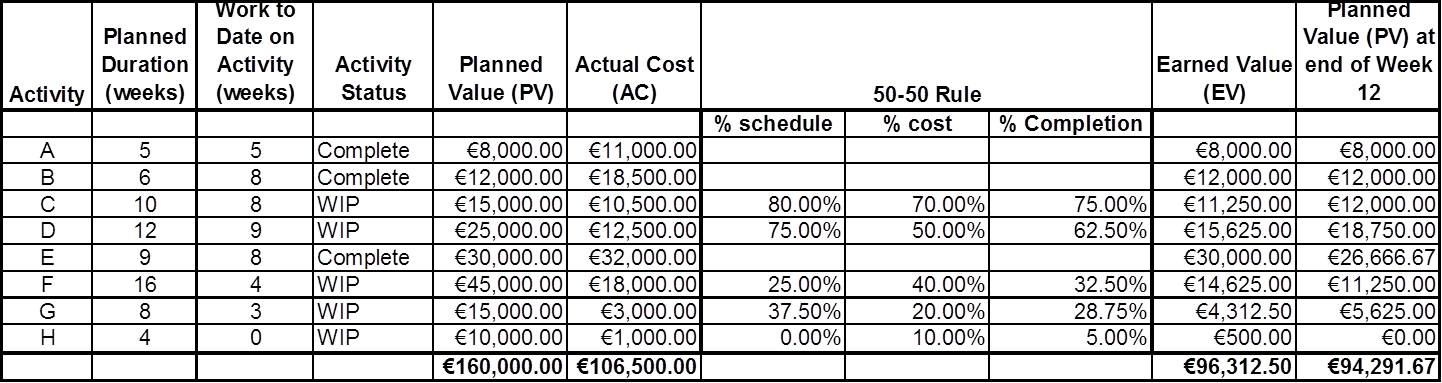 Activity Planned Duration (weeks) Work to Date on Activity (weeks) Activity Status Planned Value (PV) Actual Cost (AC) 50-50 Rule Earned Value (EV) Planned Value (PV) at end of Week 12
% schedule % cost % Completion
A 5 5 Complete €8,000.00 €11,000.00 €8,000.00 €8,000.00
B 6 8 Complete €12,000.00 €18,500.00 €12,000.00 €12,000.00
C 10 8 WIP €15,000.00 €10,500.00 80.00% 70.00% 75.00% €11,250.00 €12,000.00
D 12 9 WIP €25,000.00 €12,500.00 75.00% 50.00% 62.50% €15,625.00 €18,750.00
E 9 8 Complete €30,000.00 €32,000.00 €30,000.00 €26,666.67
F 16 4 WIP €45,000.00 €18,000.00 25.00% 40.00% 32.50% €14,625.00 €11,250.00
G 8 3 WIP €15,000.00 €3,000.00 37.50% 20.00% 28.75% €4,312.50 €5,625.00
H 4 0 WIP €10,000.00 €1,000.00 0.00% 10.00% 5.00% €500.00 €0.00
€160,000.00 €106,500.00 €96,312.50 €94,291.67